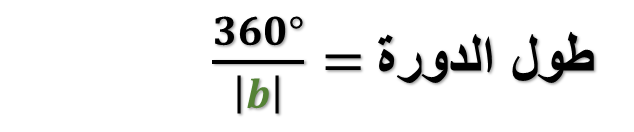 طول الدورة = 360° / |b|